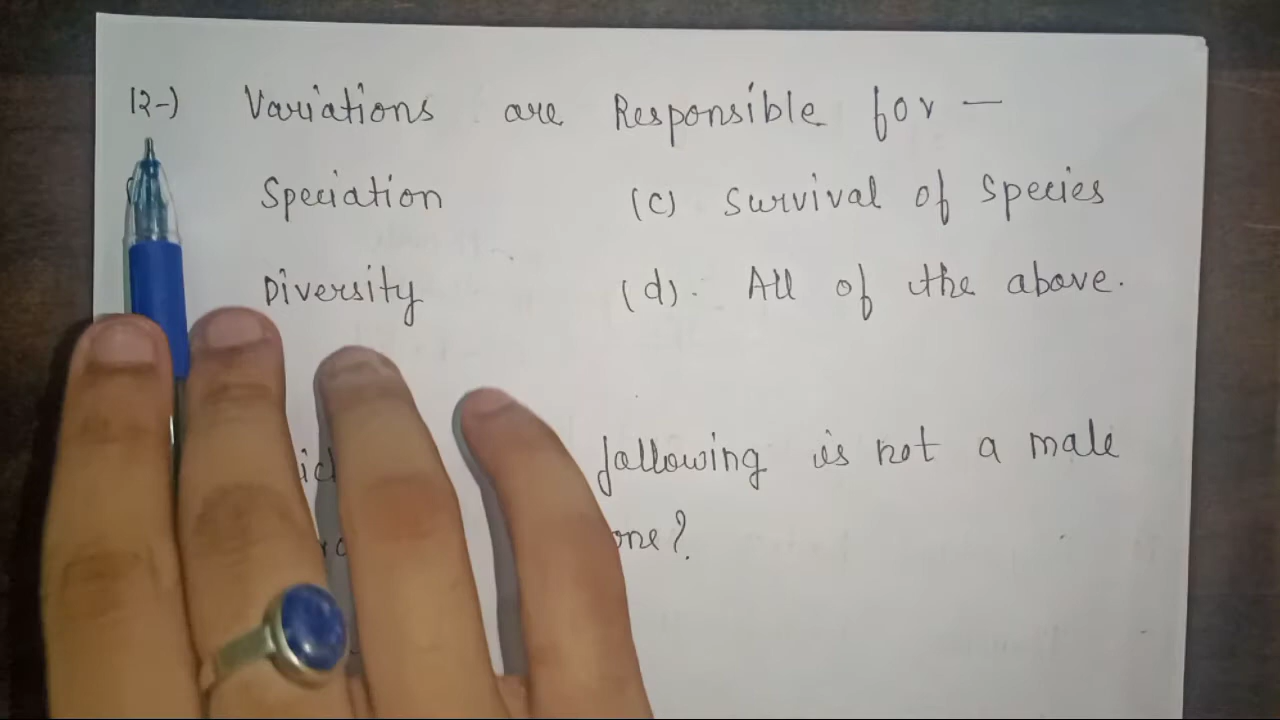 12-) Variations are Responsible for —
Speciation (c) Survival of Species
Diversity (d). All of the above.
following is not a male
one?